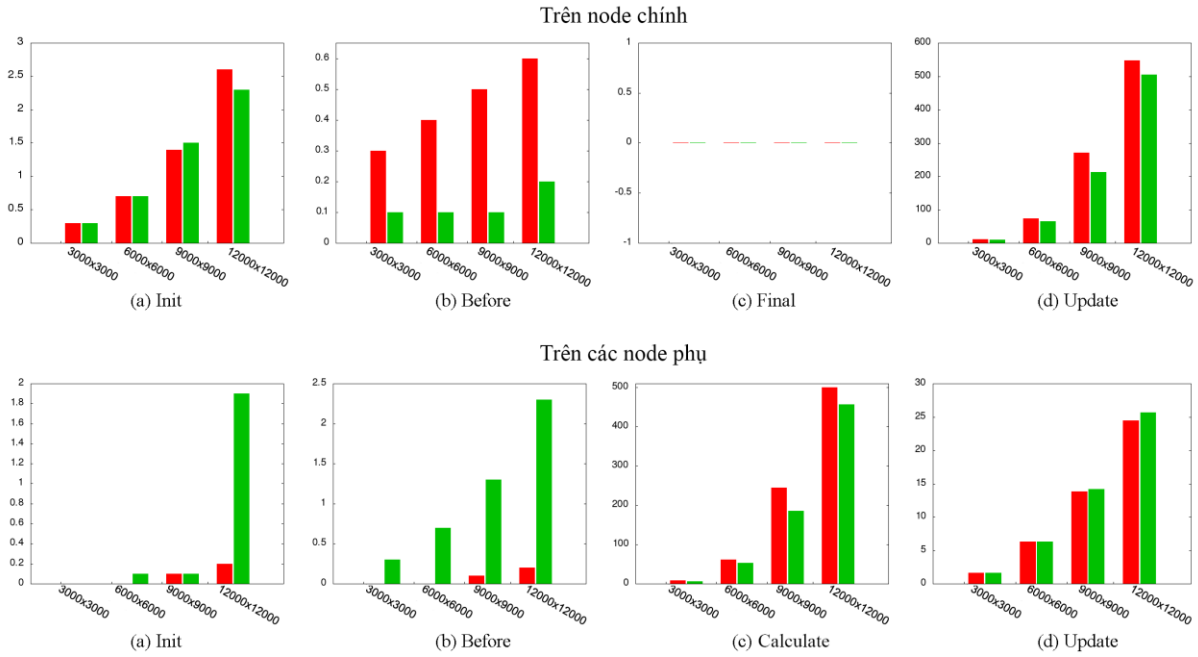 Trên node chính
3
2.5
2
1.5
1
0.5
0
3000x3000
6000x6000
9000x9000
12000x12000
(a) Init
0.6
0.5
0.4
0.3
0.2
0.1
0
3000x3000
6000x6000
9000x9000
12000x12000
(b) Before
1
0.5
0
-0.5
-1
3000x3000
6000x6000
9000x9000
12000x12000
(c) Final
600
500
400
300
200
100
0
3000x3000
6000x6000
9000x9000
12000x12000
(d) Update
Trên các node phụ
2
1.8
1.6
1.4
1.2
1
0.8
0.6
0.4
0.2
0
3000x3000
6000x6000
9000x9000
12000x12000
(a) Init
2.5
2
1.5
1
0.5
0
3000x3000
6000x6000
9000x9000
12000x12000
(b) Before
500
400
300
200
100
0
3000x3000
6000x6000
9000x9000
12000x12000
(c) Calculate
30
25
20
15
10
5
0
3000x3000
6000x6000
9000x9000
12000x12000
(d) Update